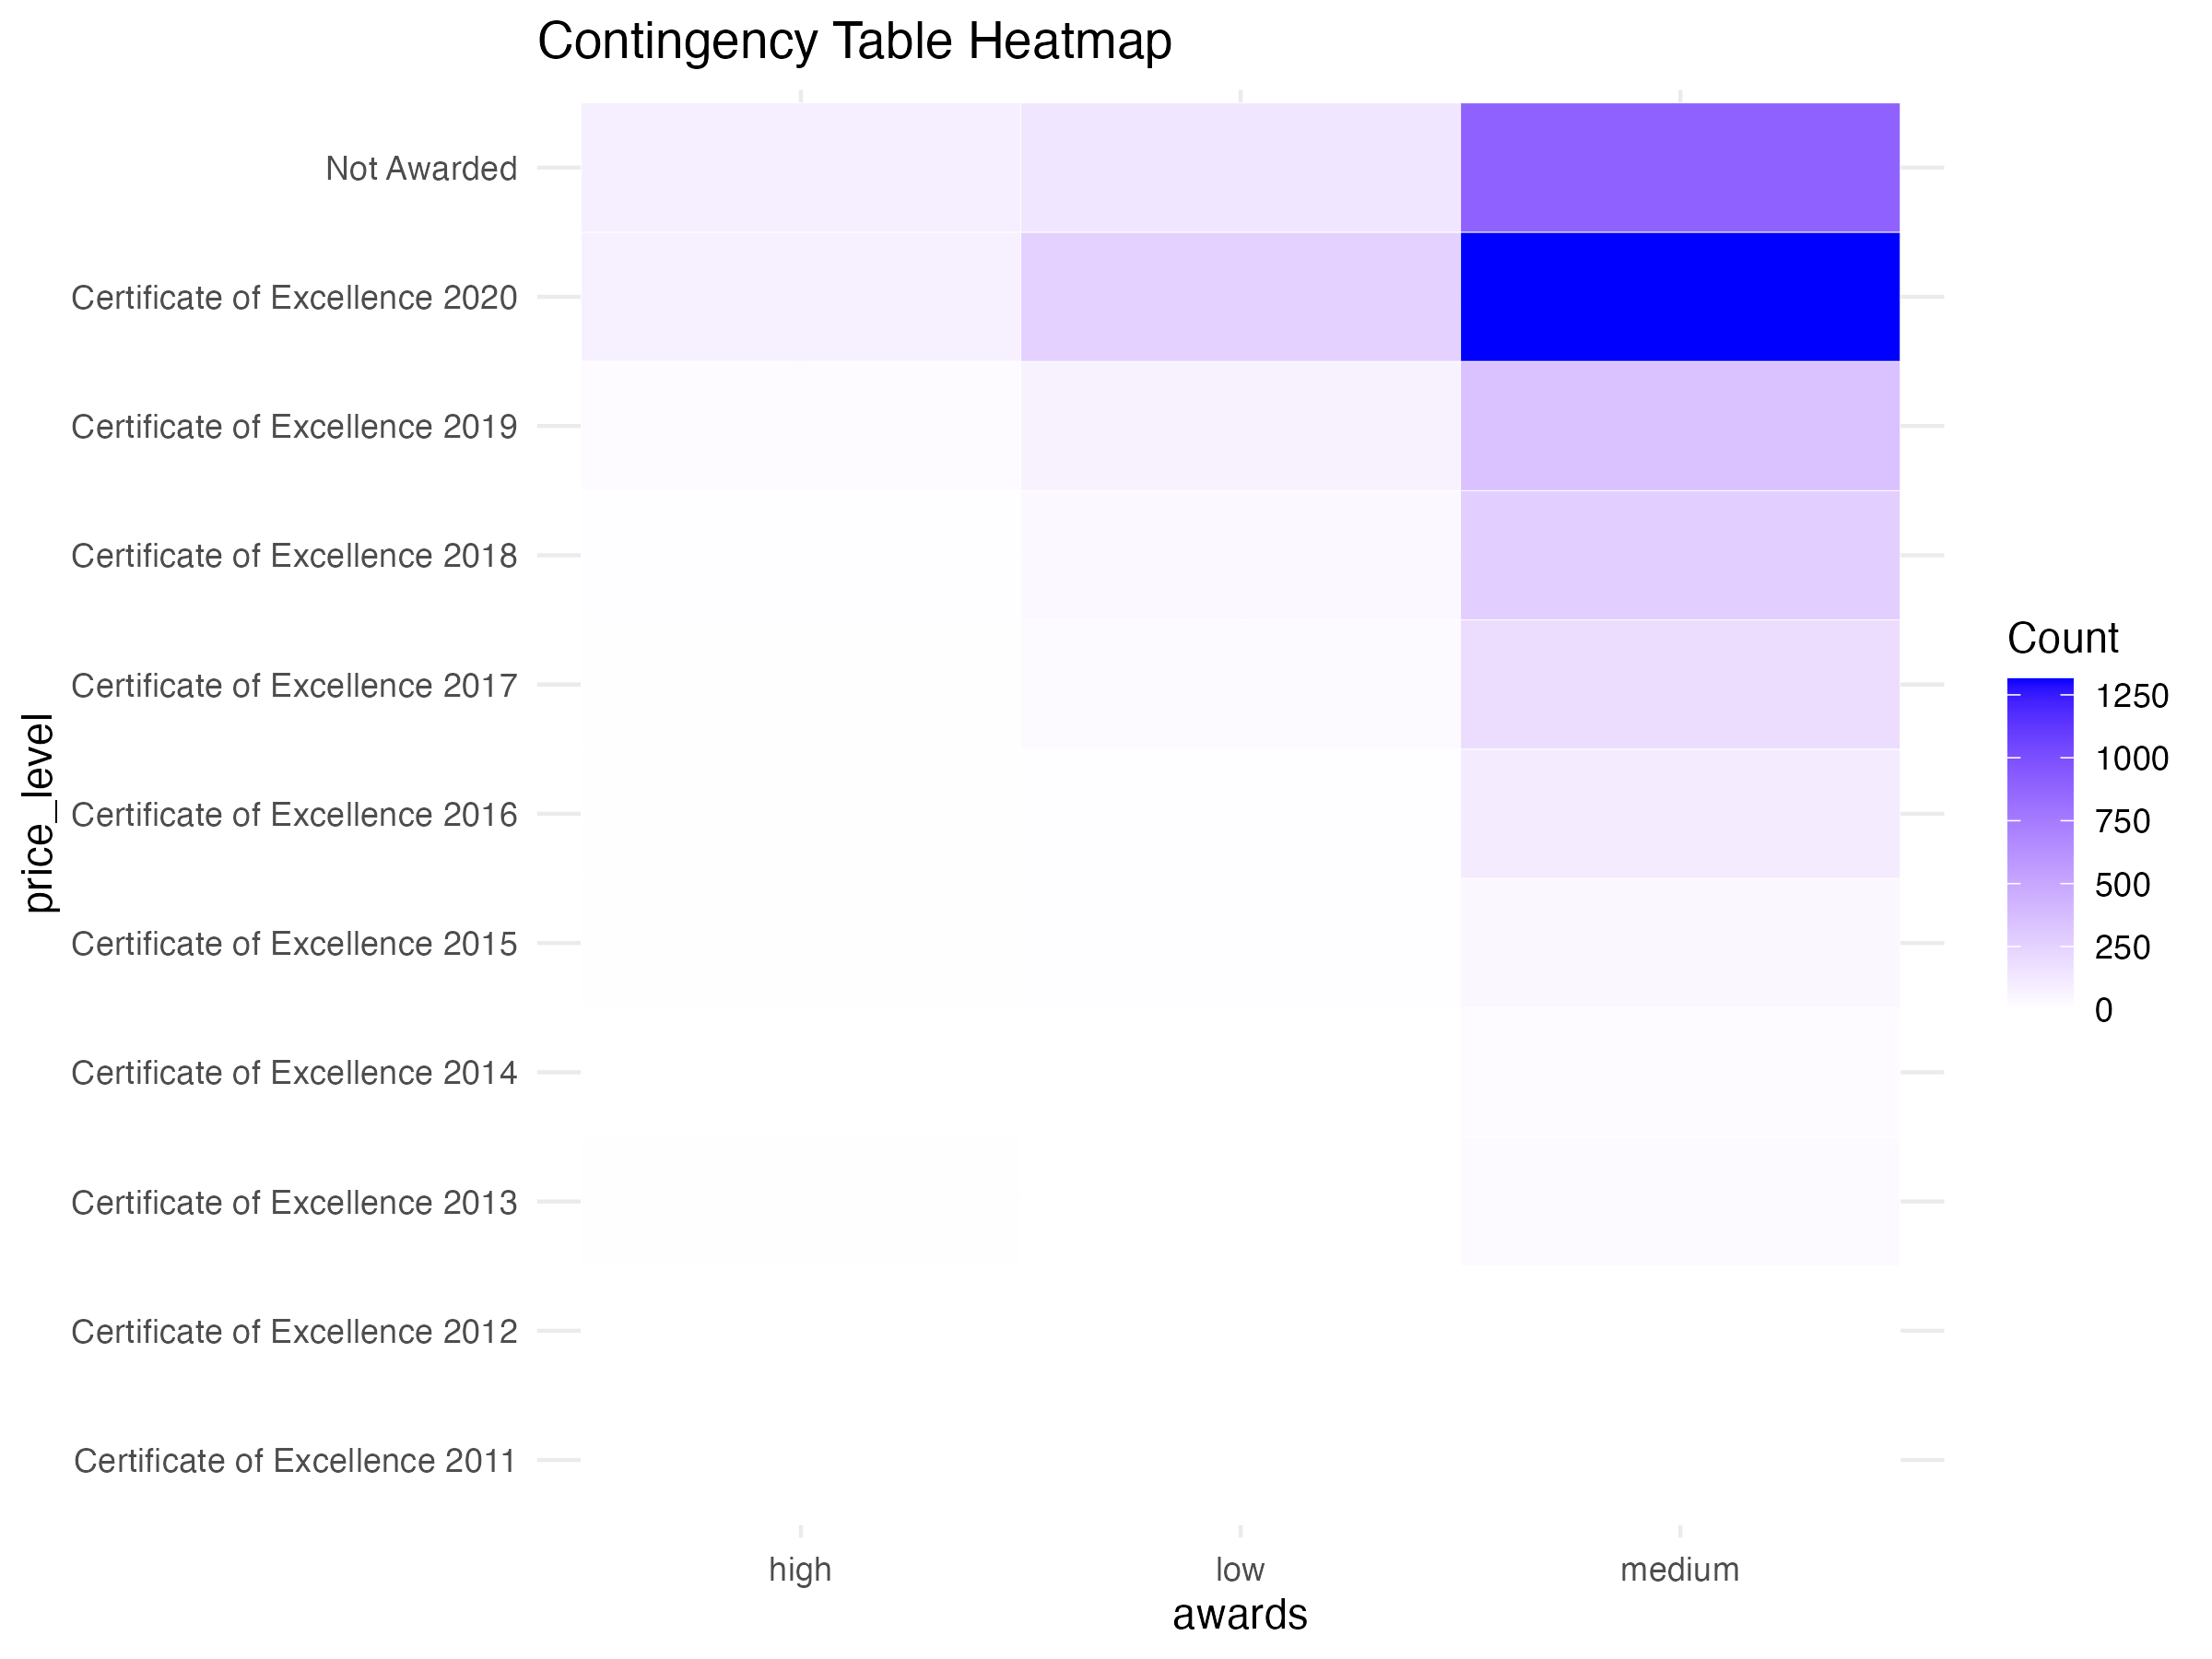 Contingency Table Heatmap
price_level
Not Awarded
Certificate of Excellence 2020
Certificate of Excellence 2019
Certificate of Excellence 2018
Certificate of Excellence 2017
Certificate of Excellence 2016
Certificate of Excellence 2015
Certificate of Excellence 2014
Certificate of Excellence 2013
Certificate of Excellence 2012
Certificate of Excellence 2011
high
low
medium
awards
Count
1250
1000
750
500
250
0